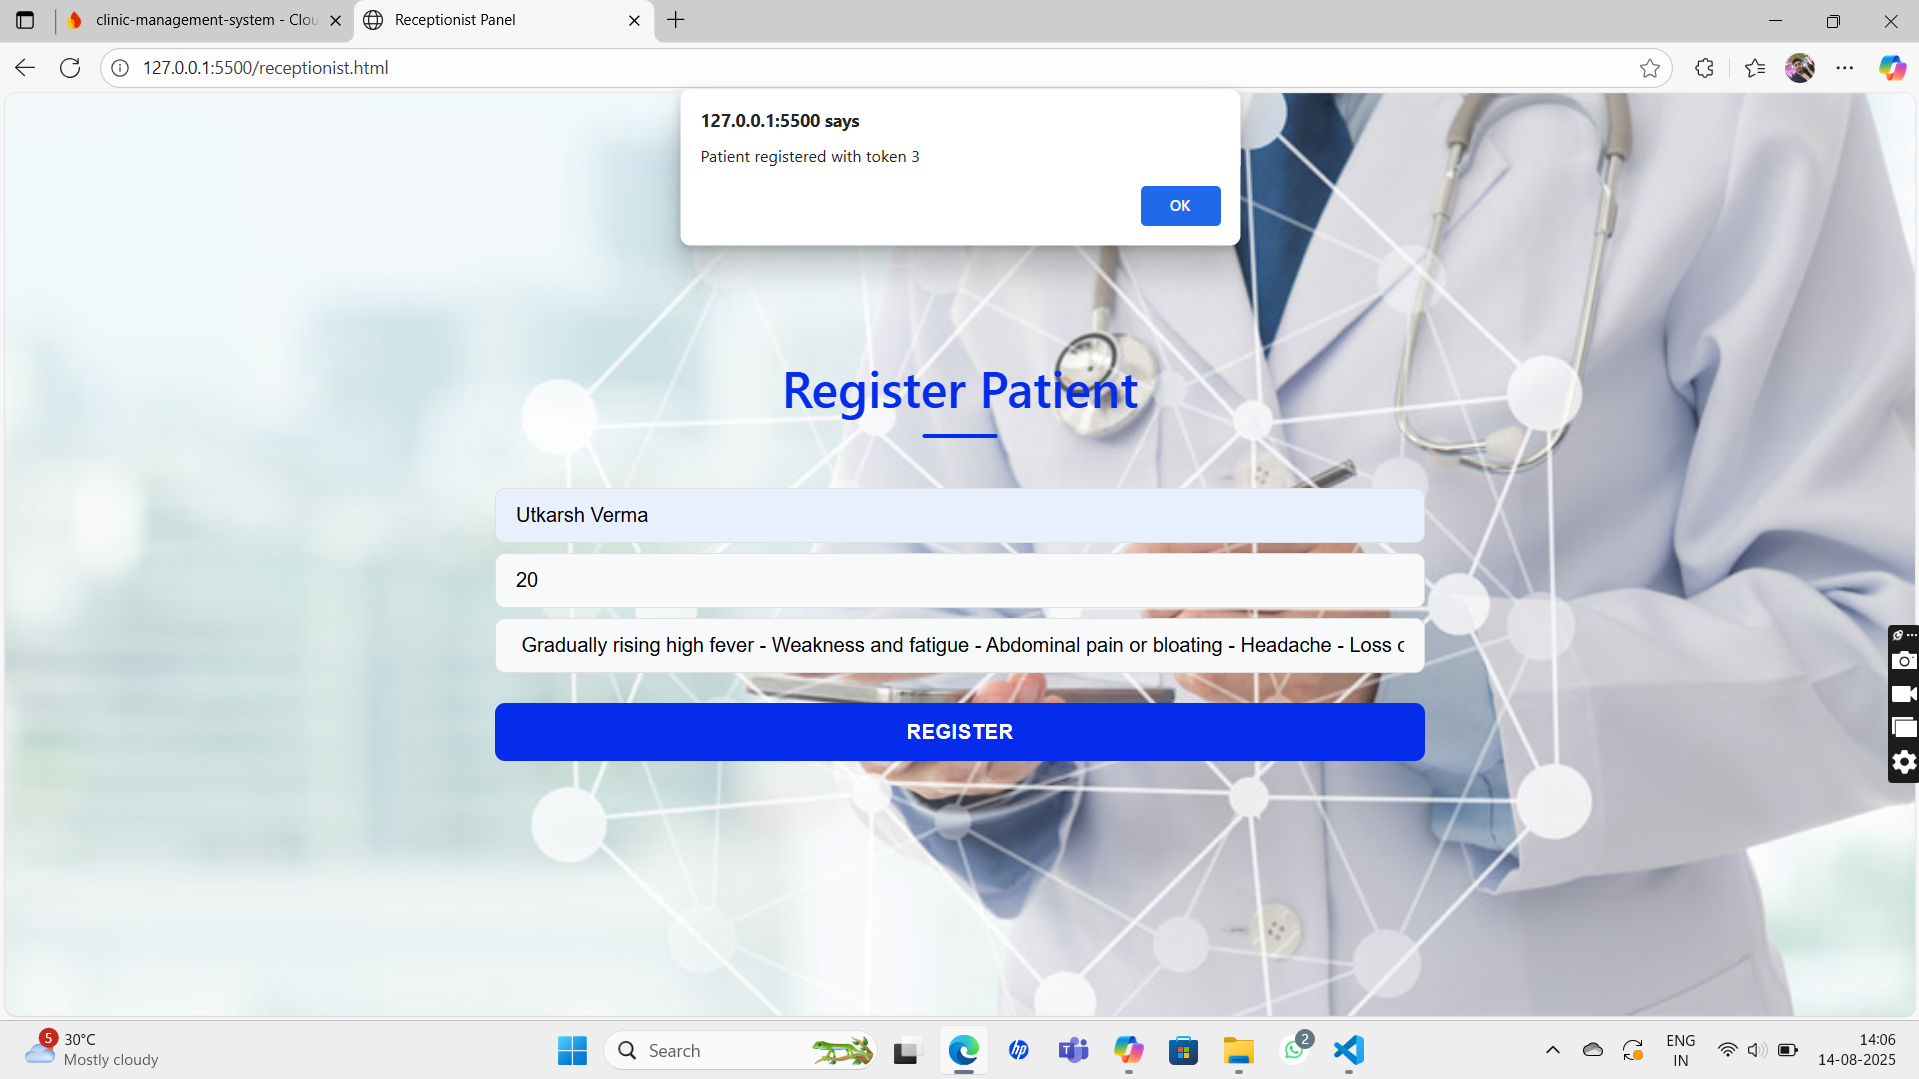 clinic-management-system - Clou
Receptionist Panel
127.0.0.1:5500/receptionist.html
127.0.0.1:5500 says
Patient registered with token 3
OK
Register Patient
Utkarsh Verma
20
Gradually rising high fever - Weakness and fatigue - Abdominal pain or bloating - Headache - Loss o
REGISTER
5
30°C
Mostly cloudy
Search
hp
2
ENG
IN
14:06
14-08-2025